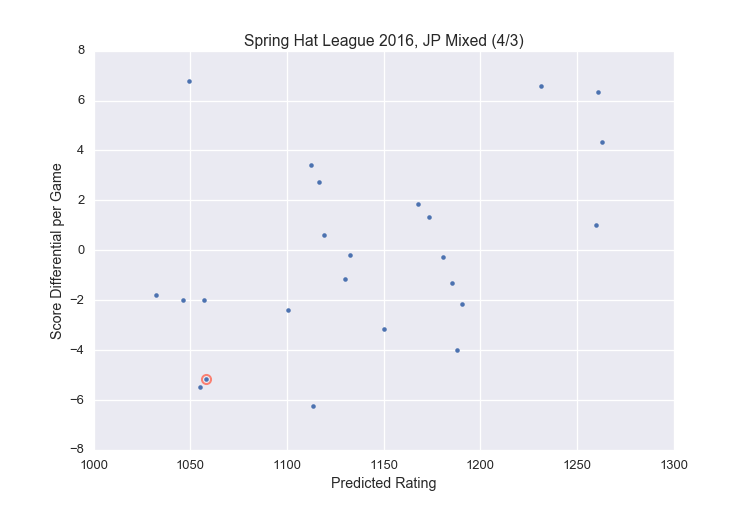 Spring Hat League 2016, JP Mixed (4/3)
8
6
4
2
0
−2
−4
−6
−8
Score Differential per Game
1000 1050 1100 1150 1200 1250 1300
Predicted Rating